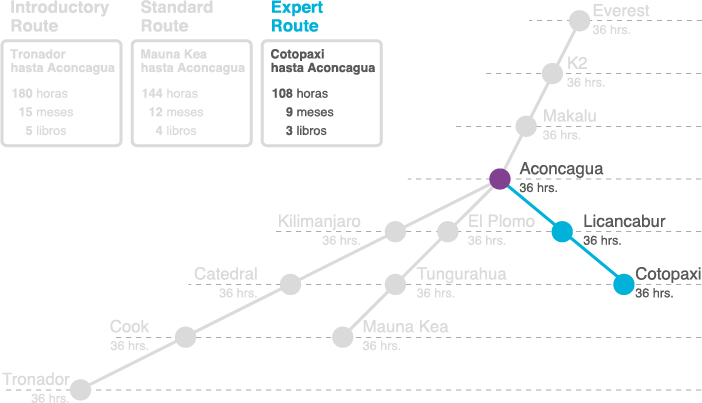 Introductory
Route
Tronador
hasta Aconcagua
180 horas
15 meses
5 libros
Standard
Route
Mauna Kea
hasta Aconcagua
144 horas
12 meses
4 libros
Expert
Route
Cotopaxi
hasta Aconcagua
108 horas
9 meses
3 libros
Everest
36 hrs.
K2
36 hrs.
Makalu
36 hrs.
Aconcagua
36 hrs.
Kilimanjaro
36 hrs.
El Plomo
36 hrs.
Licancabur
36 hrs.
Catedral
36 hrs.
Tungurahua
36 hrs.
Cotopaxi
36 hrs.
Cook
36 hrs.
Mauna Kea
36 hrs.
Tronador
36 hrs.